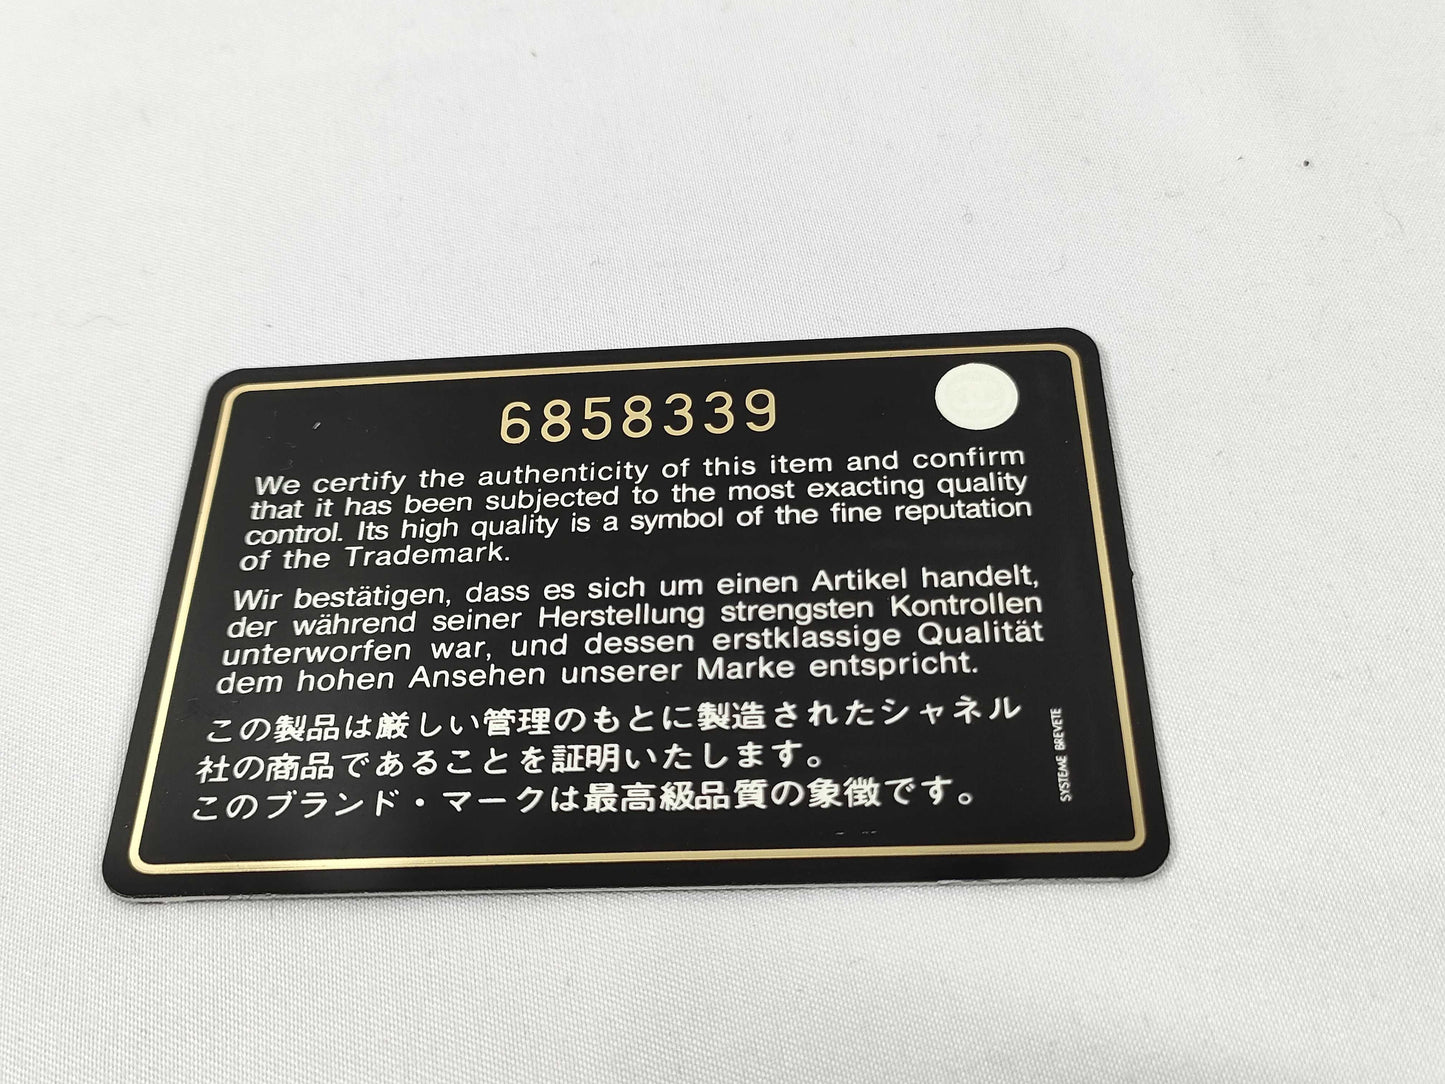 6858339
We certify the authenticity of this item and confirm
that it has been subjected to the most exacting quality
control. Its high quality is a symbol of the fine reputation
of the Trademark.
Wir bestätigen, dass es sich um einen Artikel handelt,
der während seiner Herstellung strengsten Kontrollen
unterworfen war, und dessen erstklassige Qualität
dem hohen Ansehen unserer Marke entspricht.
この製品は厳しい管理のもとに製造されたシャネル
社の商品であることを証明いたします。
このブランド・マークは最高級品質の象徴です。
SYSTEME BREVETE